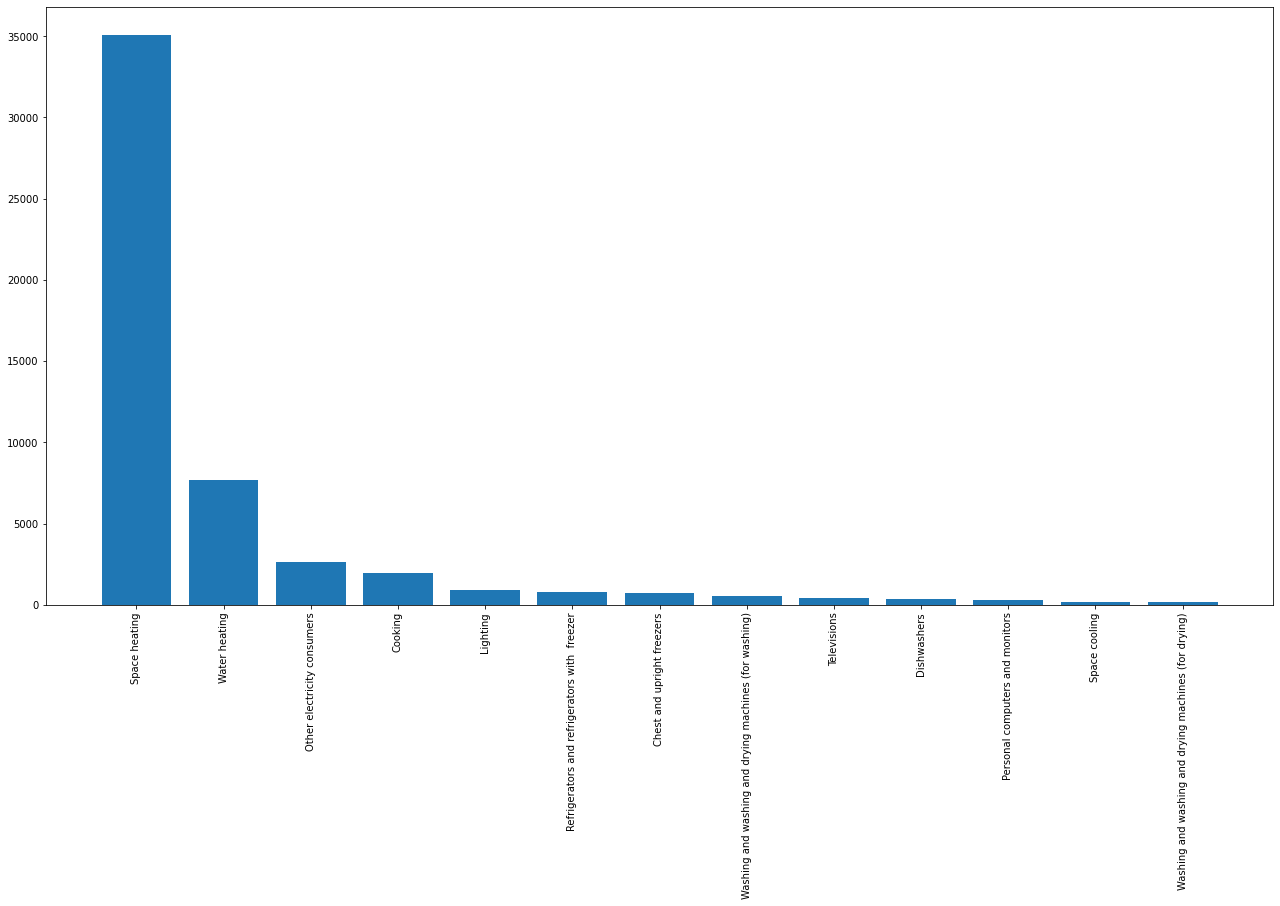 35000
30000
25000
20000
15000
10000
5000
0
Space heating
Water heating
Other electricity consumers
Cooking
Lighting
Refrigerators and refrigerators with  freezer
Chest and upright freezers
Washing and washing and drying machines (for washing)
Televisions
Dishwashers
Personal computers and monitors
Space cooling
Washing and washing and drying machines (for drying)